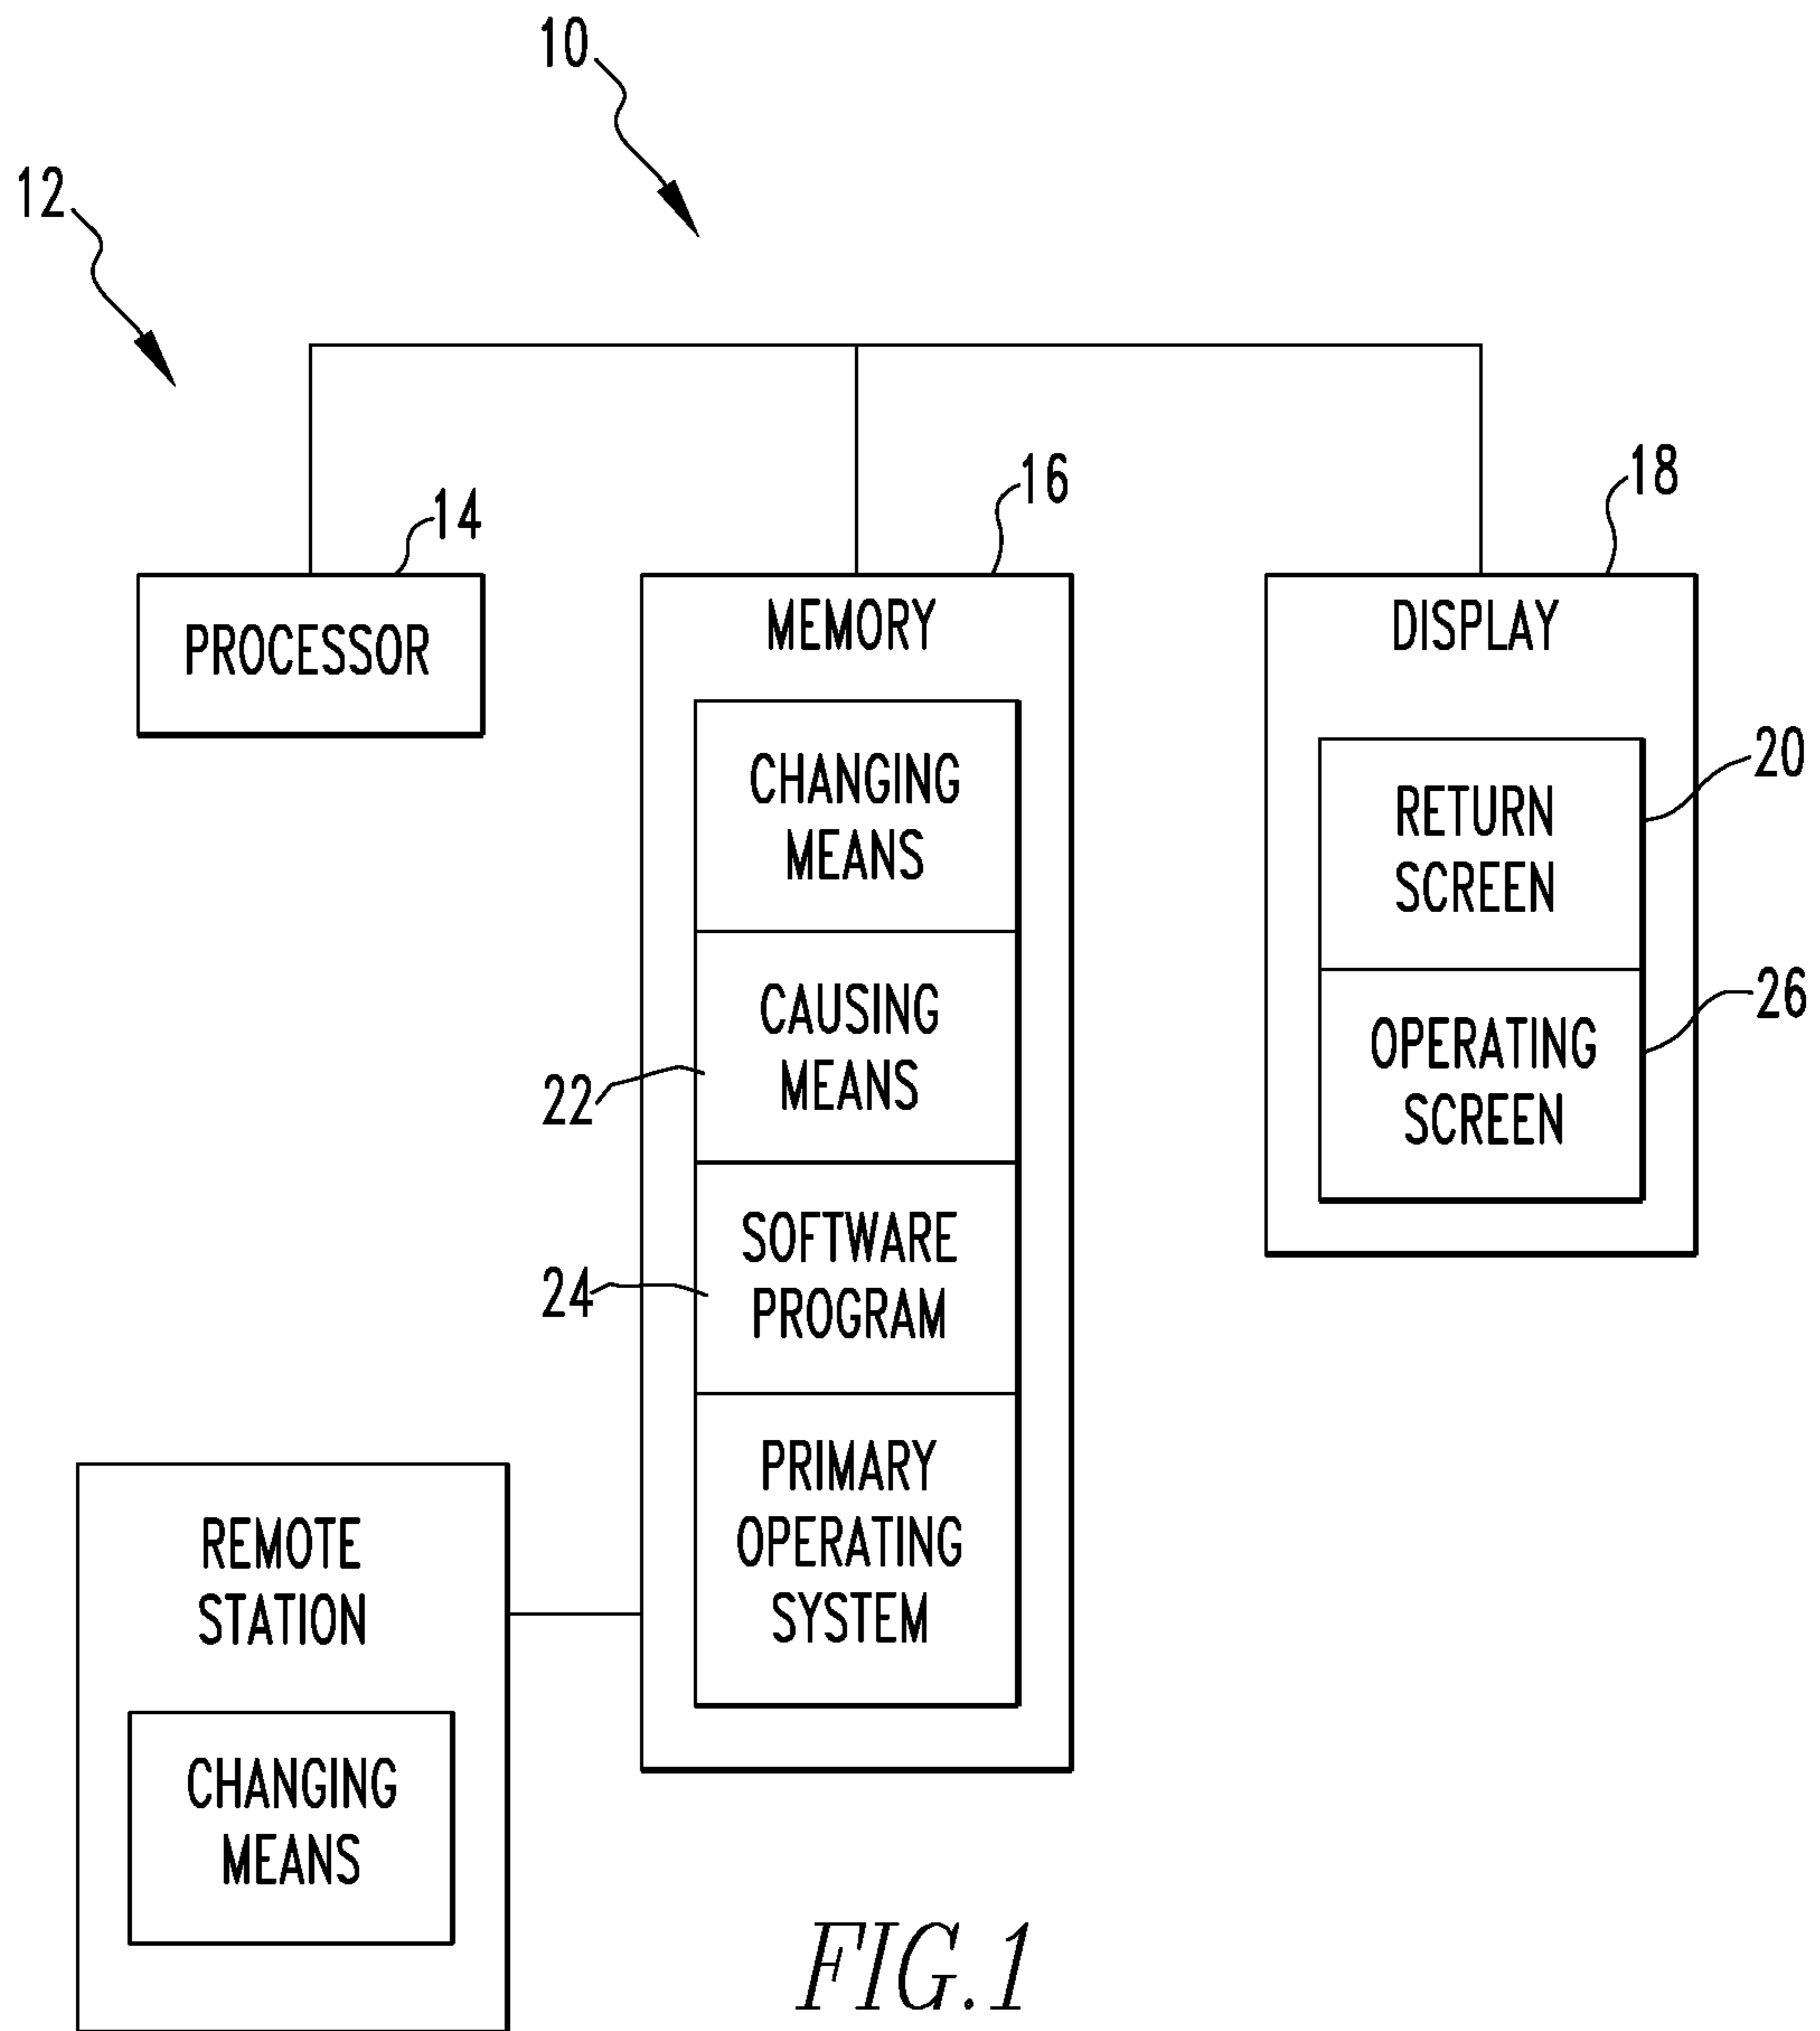 10
12
14
16
18
PROCESSOR
MEMORY
DISPLAY
CHANGING
MEANS
20
RETURN
SCREEN
22
CAUSING
MEANS
26
OPERATING
SCREEN
24
SOFTWARE
PROGRAM
PRIMARY
OPERATING
SYSTEM
REMOTE
STATION
CHANGING
MEANS
FIG.1